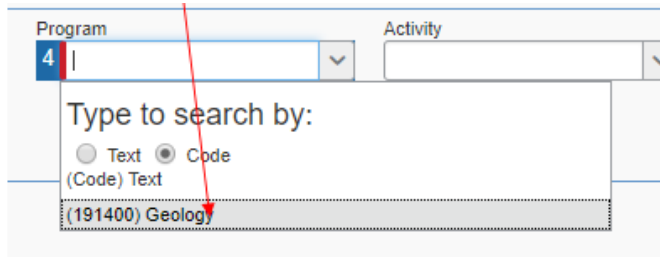 Program Activity
4
Type to search by:
Text Code
(Code) Text
(191400) Geology